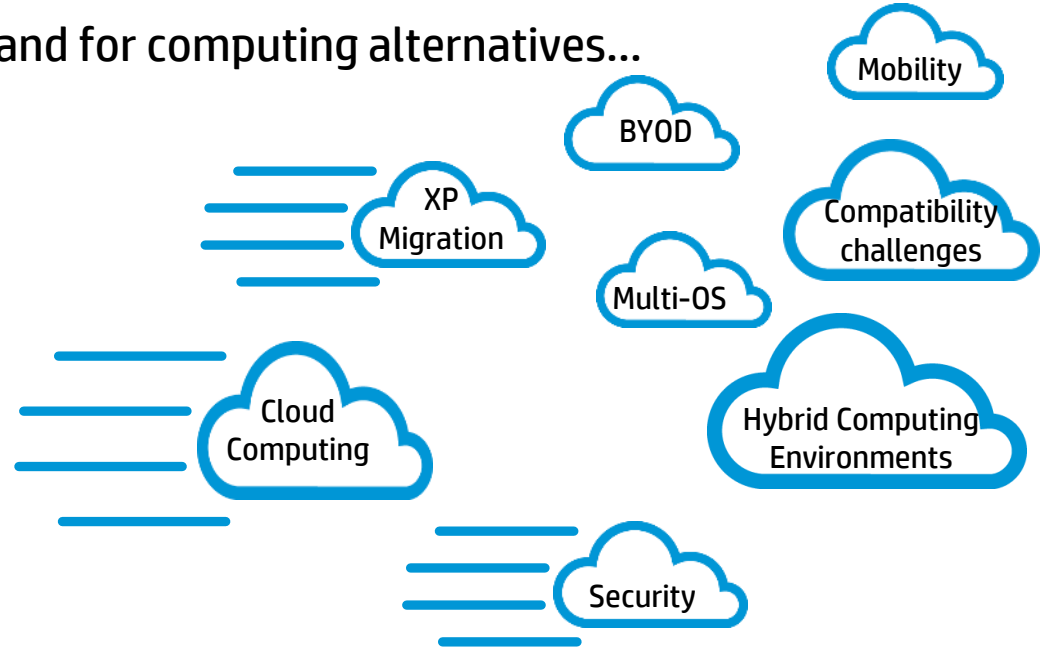 and for computing alternatives...
Mobility
BYOD
XP
Migration
Compatibility
challenges
Multi-OS
Cloud
Computing
Hybrid Computing
Environments
Security